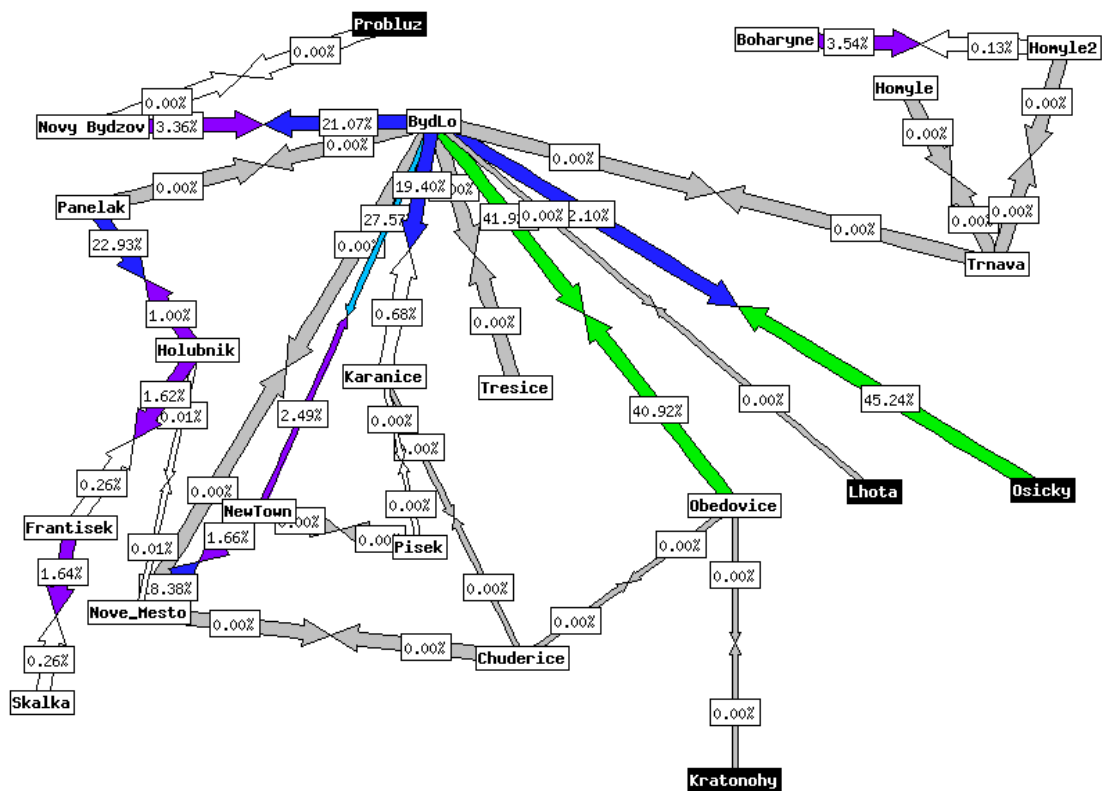 Probluz
0.00%
Boharyne
3.54%
0.13%
Homyle2
Homyle
0.00%
0.00%
Novy Bydzov
3.36%
21.07%
BydLo
0.00%
0.00%
0.00%
0.00%
Panelak
19.40%
22.93%
27.57
0.00%
41.9
0.00%
2.10%
0.00%
0.00%
0.00%
Trnava
1.00%
Holubnik
0.68%
0.00%
Karanice
Tresice
1.62%
0.01%
2.49%
0.00%
40.92%
0.00%
45.24%
0.00%
0.26%
0.00%
0.00%
Lhota
Osicky
Frantisek
NewTown
0.00%
Obedovice
0.01%
1.66%
0.00%
Pisek
0.00%
1.64%
8.38%
0.00%
0.00%
Nove_Mesto
0.00%
0.00%
0.00%
Chuderice
0.26%
Skalka
0.00%
Kratonohy